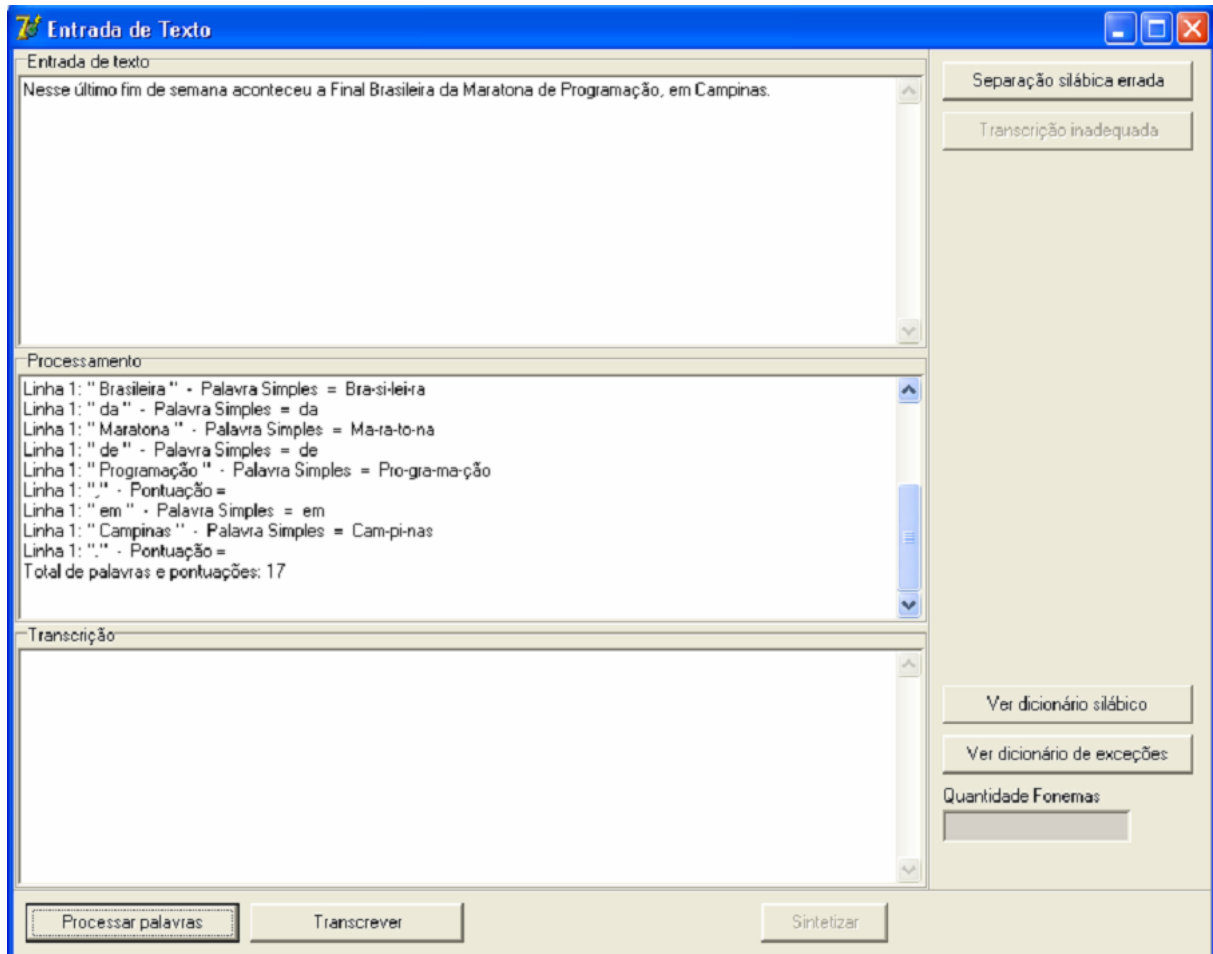 Entrada de Texto
Entrada de texto
Nesse último fim de semana aconteceu a Final Brasileira da Maratona de Programação, em Campinas.
Separação silábica errada
Transcrição inadequada
Processamento
Linha 1: " Brasileira " - Palavra Simples = Bra-si-lei-ra
Linha 1: " da " - Palavra Simples = da
Linha 1: " Maratona " - Palavra Simples = Ma-ra-to-na
Linha 1: " de " - Palavra Simples = de
Linha 1: " Programação " - Palavra Simples = Pro-gra-ma-ção
Linha 1: "," - Pontuação =
Linha 1: " em " - Palavra Simples = em
Linha 1: " Campinas " - Palavra Simples = Cam-pi-nas
Linha 1: "." - Pontuação =
Total de palavras e pontuações: 17
Transcrição
Ver dicionário silábico
Ver dicionário de exceções
Quantidade Fonemas
Processar palavras
Transcrever
Sintetizar